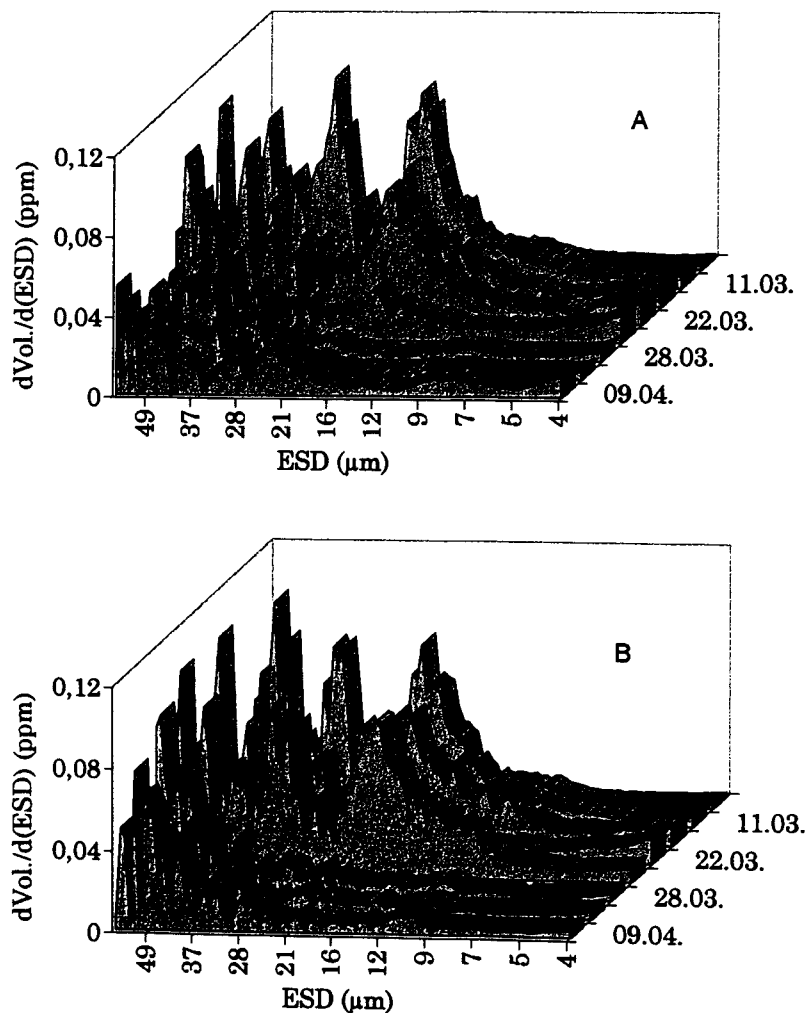 A
dVol./d(ESD) (ppm)
0,12
0,08
0,04
0
11.03.
22.03.
28.03.
09.04.
49 37 28 21 16 12 9 7 5 4
ESD (µm)
B
dVol./d(ESD) (ppm)
0,12
0,08
0,04
0
11.03.
22.03.
28.03.
09.04.
49 37 28 21 16 12 9 7 5 4
ESD (µm)